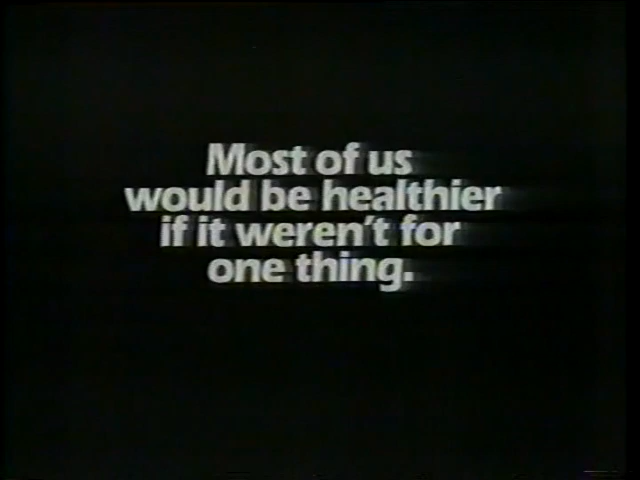 Most of us
would be healthier
if it weren't for
one thing.